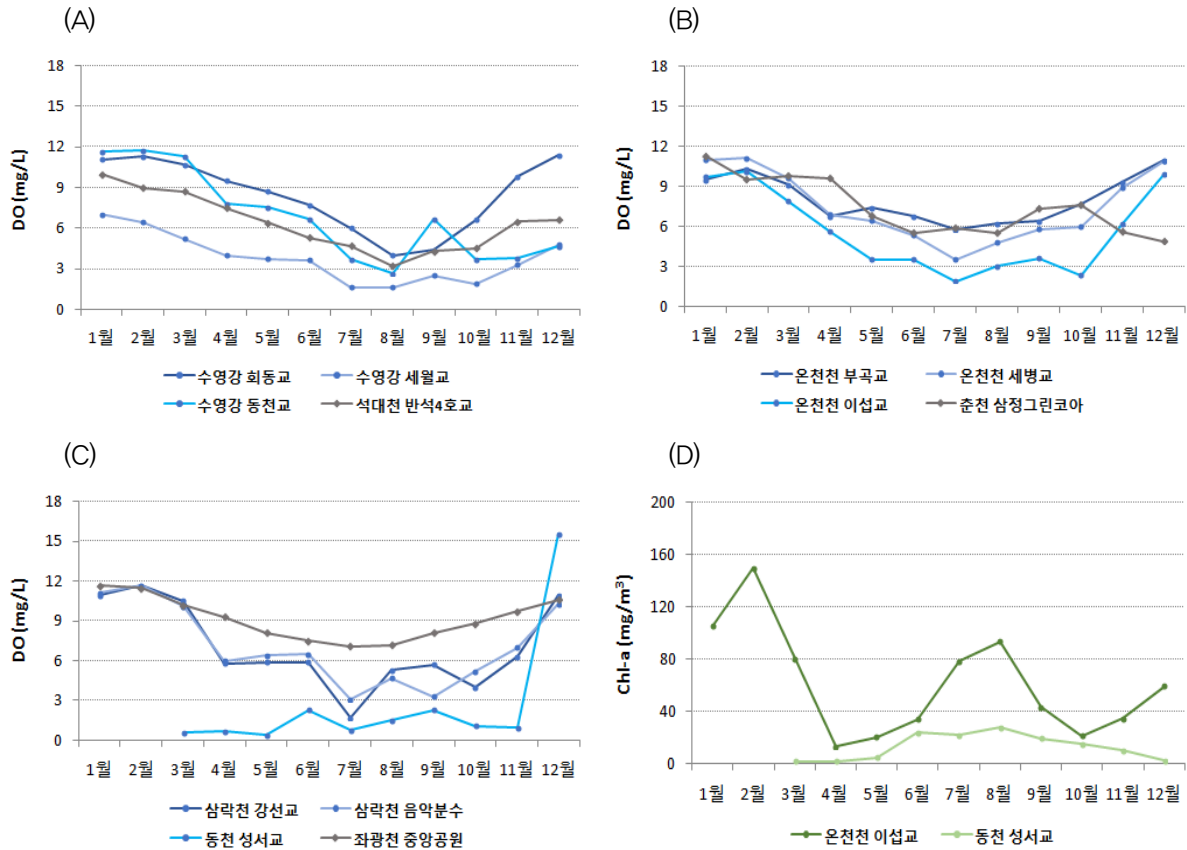 (A)
18
15
12
9
6
3
0
DO (mg/L)
1월 2월 3월 4월 5월 6월 7월 8월 9월 10월 11월 12월
수영강 회동교 수영강 세월교
수영강 동천교 석대천 반석4호교
(B)
18
15
12
9
6
3
0
DO (mg/L)
1월 2월 3월 4월 5월 6월 7월 8월 9월 10월 11월 12월
온천천 부곡교 온천천 세병교
온천천 이섭교 춘천 삼정그린코아
(C)
18
15
12
9
6
3
0
DO (mg/L)
1월 2월 3월 4월 5월 6월 7월 8월 9월 10월 11월 12월
삼락천 강선교 삼락천 음악분수
동천 성서교 좌광천 중앙공원
(D)
200
160
120
80
40
0
Chl-a (mg/m³)
1월 2월 3월 4월 5월 6월 7월 8월 9월 10월 11월 12월
온천천 이섭교 동천 성서교